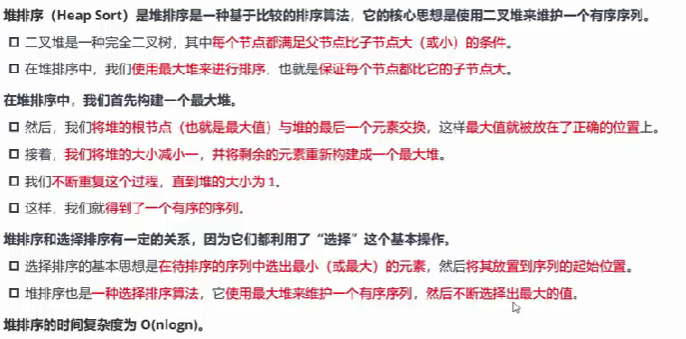 堆排序（Heap Sort）是堆排序是一种基于比较的排序算法，它的核心思想是使用二叉堆来维护一个有序序列。
口 二叉堆是一种完全二叉树，其中每个节点都满足父节点比子节点大（或小）的条件。
口 在堆排序中，我们使用最大堆来进行排序，也就是保证每个节点都比它的子节点大。
在堆排序中，我们首先构建一个最大堆。
口 然后，我们将堆的根节点（也就是最大值）与堆的最后一个元素交换，这样最大值就被放在了正确的位置上。
口 接着，我们将堆的大小减小一，并将剩余的元素重新构建成一个最大堆。
口 我们不断重复这个过程，直到堆的大小为 1。
口 这样，我们就得到了一个有序的序列。
堆排序和选择排序有一定的关系，因为它们都利用了“选择”这个基本操作。
口 选择排序的基本思想是在待排序的序列中选出最小（或最大）的元素，然后将其放置到序列的起始位置。
口 堆排序也是一种选择排序算法，它使用最大堆来维护一个有序序列，然后不断选择出最大的值。
堆排序的时间复杂度为 O(nlogn)。